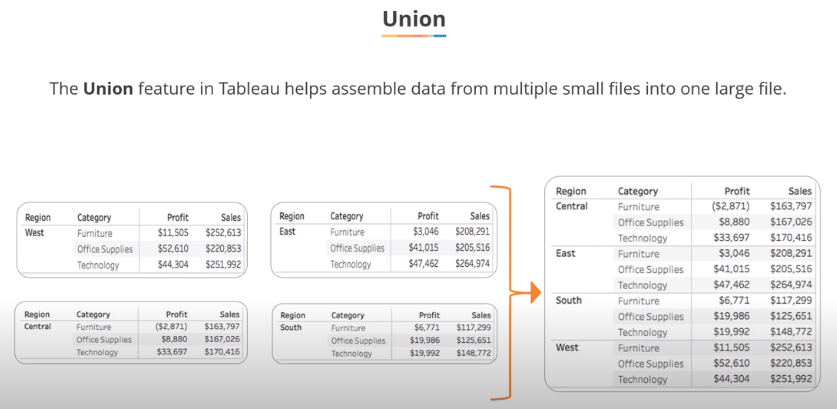 Union
The Union feature in Tableau helps assemble data from multiple small files into one large file.
Region Category Profit Sales
West Furniture $11,505 $252,613
Office Supplies $52,610 $220,853
Technology $44,304 $251,992
Region Category Profit Sales
East Furniture $3,046 $208,291
Office Supplies $41,015 $205,516
Technology $47,462 $264,974
Region Category Profit Sales
Central Furniture ($2,871) $163,797
Office Supplies $8,880 $167,026
Technology $33,697 $170,416
Region Category Profit Sales
South Furniture $6,771 $117,299
Office Supplies $19,986 $125,651
Technology $19,992 $148,772
Region Category Profit Sales
Central Furniture ($2,871) $163,797
Office Supplies $8,880 $167,026
Technology $33,697 $170,416
East Furniture $3,046 $208,291
Office Supplies $41,015 $205,516
Technology $47,462 $264,974
South Furniture $6,771 $117,299
Office Supplies $19,986 $125,651
Technology $19,992 $148,772
West Furniture $11,505 $252,613
Office Supplies $52,610 $220,853
Technology $44,304 $251,992